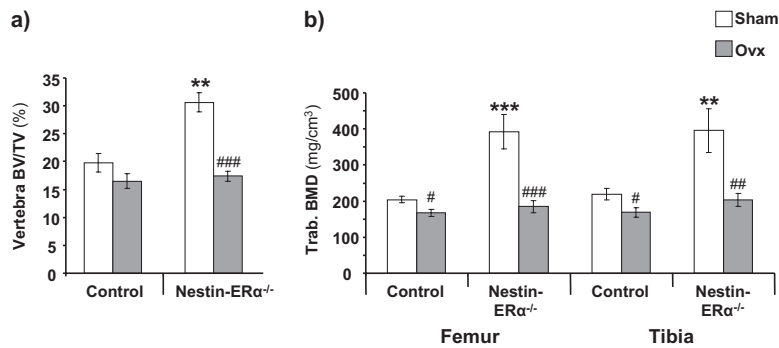 a)
b)
Sham
Ovx
Vertebra BV/TV (%)
35
30
25
20
15
10
5
0
**
###
Control
Nestin-ERα-/-
Trab. BMD (mg/cm³)
500
400
300
200
100
0
#
***
###
#
**
##
Control
Nestin-
ERα-/-
Control
Nestin-
ERα-/-
Femur
Tibia